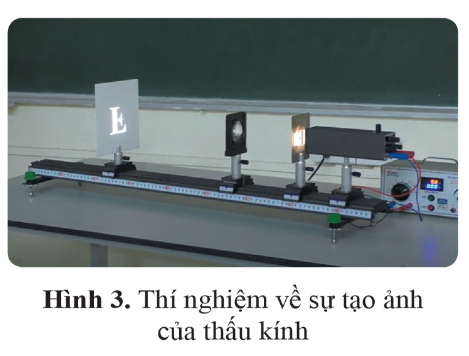 E
Hình 3. Thí nghiệm về sự tạo ảnh
của thấu kính